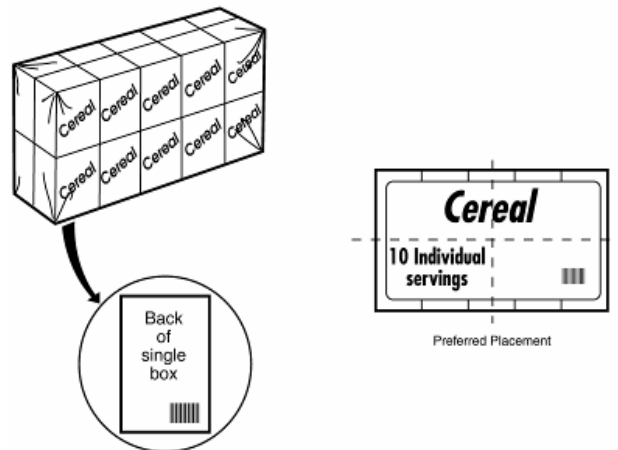 Cereal Cereal Cereal Cereal Cereal
Cereal Cereal Cereal Cereal Cereal
Back
of
single
box
Cereal
10 Individual
servings
Preferred Placement